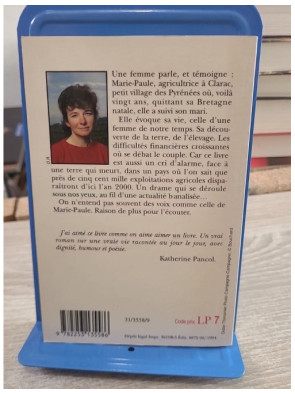 Une femme parle, et témoigne :
Marie-Paule, agricultrice à Clarac,
petit village des Pyrénées où, voilà
vingt ans, quittant sa Bretagne
natale, elle a suivi son mari.
Elle évoque sa vie, celle d'une
femme de notre temps. Sa décou-
verte de la terre, de l'élevage. Les
difficultés financières croissantes
où se débat le couple. Car ce livre
est aussi un cri d'alarme, face à
une terre qui meurt, dans un pays où l'on sait que
près de cinq cent mille exploitations agricoles dispa-
raîtront d'ici l'an 2000. Un drame qui se déroule
sous nos yeux, au fil d'une actualité banalisée...
On n'entend pas souvent des voix comme celle de
Marie-Paule. Raison de plus pour l'écouter.
J'ai aimé ce livre comme on aime aimer un livre. Un vrai
roman sur une vraie vie racontée au jour le jour, avec
dignité, humour et poésie.
Katherine Pancol.
31/3558/9
Code prix LP 7
9 782253 135586